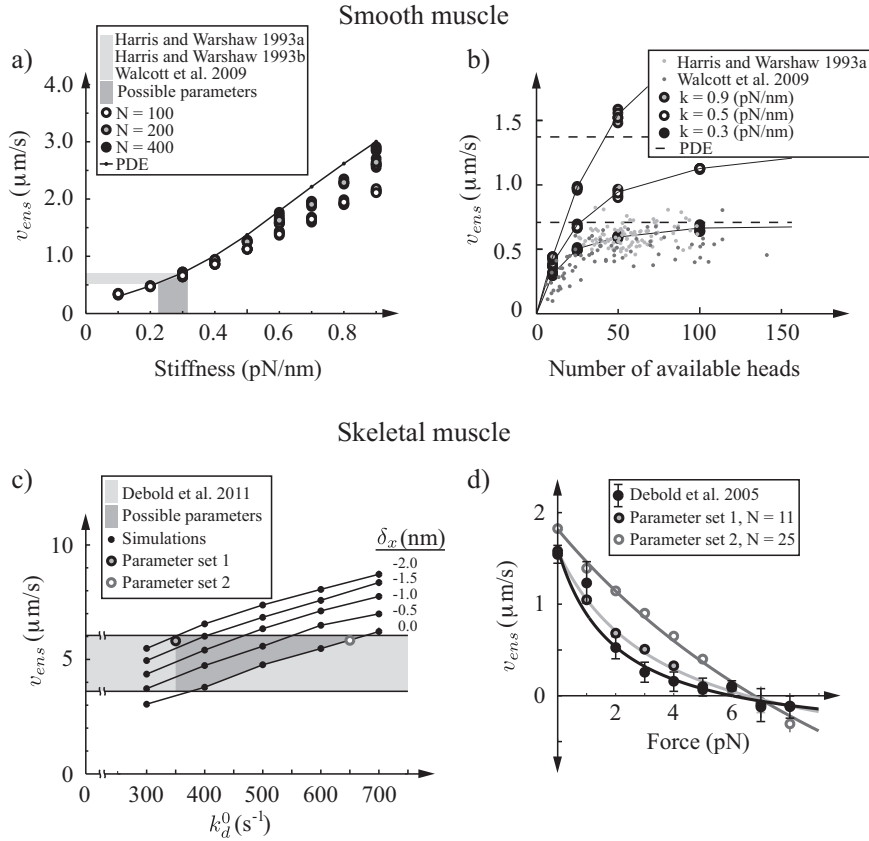 Smooth muscle
a)
Harris and Warshaw 1993a
Harris and Warshaw 1993b
Walcott et al. 2009
Possible parameters
N = 100
N = 200
N = 400
PDE
4.0
3.0
2.0
1.0
0
v_ens (μm/s)
0 0.2 0.4 0.6 0.8
Stiffness (pN/nm)
b)
Harris and Warshaw 1993a
Walcott et al. 2009
k = 0.9 (pN/nm)
k = 0.5 (pN/nm)
k = 0.3 (pN/nm)
PDE
1.5
1.0
0.5
0
v_ens (μm/s)
0 50 100 150
Number of available heads
Skeletal muscle
c)
Debold et al. 2011
Possible parameters
Simulations
Parameter set 1
Parameter set 2
δ_x (nm)
-2.0
-1.5
-1.0
-0.5
0.0
10
5
0
v_ens (μm/s)
0 300 400 500 600 700
k_d^0 (s^-1)
d)
Debold et al. 2005
Parameter set 1, N = 11
Parameter set 2, N = 25
2
1
0
v_ens (μm/s)
2 4 6 8
Force (pN)